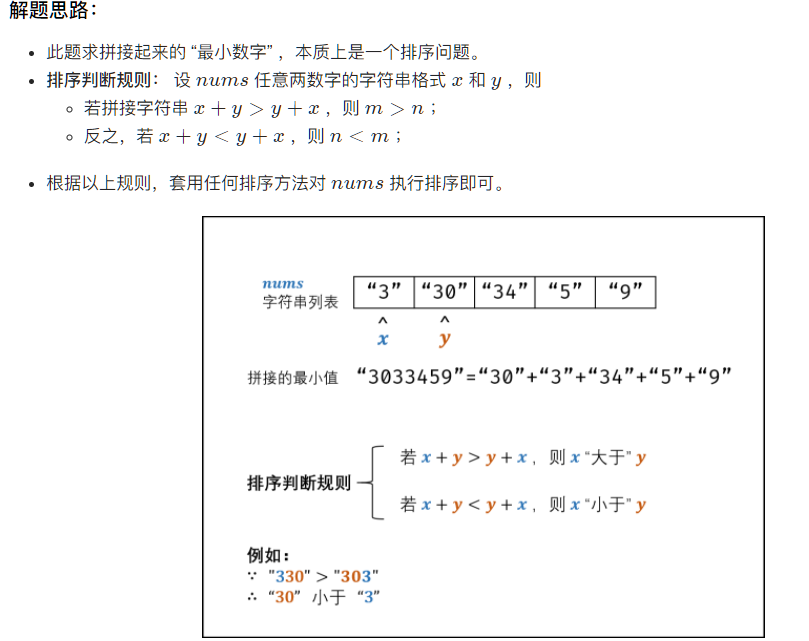 解题思路：
• 此题求拼接起来的 “最小数字” ，本质上是一个排序问题。
• 排序判断规则： 设 nums 任意两数字的字符串格式 x 和 y ，则
◦ 若拼接字符串 x + y > y + x ，则 m > n ；
◦ 反之，若 x + y < y + x ，则 n < m ；
• 根据以上规则，套用任何排序方法对 nums 执行排序即可。
nums
字符串列表
“3” “30” “34” “5” “9”
^ ^
x y
拼接的最小值 “3033459”=“30”+“3”+“34”+“5”+“9”
若 x + y > y + x ，则 x “大于” y
排序判断规则
若 x + y < y + x ，则 x “小于” y
例如：
∵ "330" > "303"
∴ “30” 小于 “3”